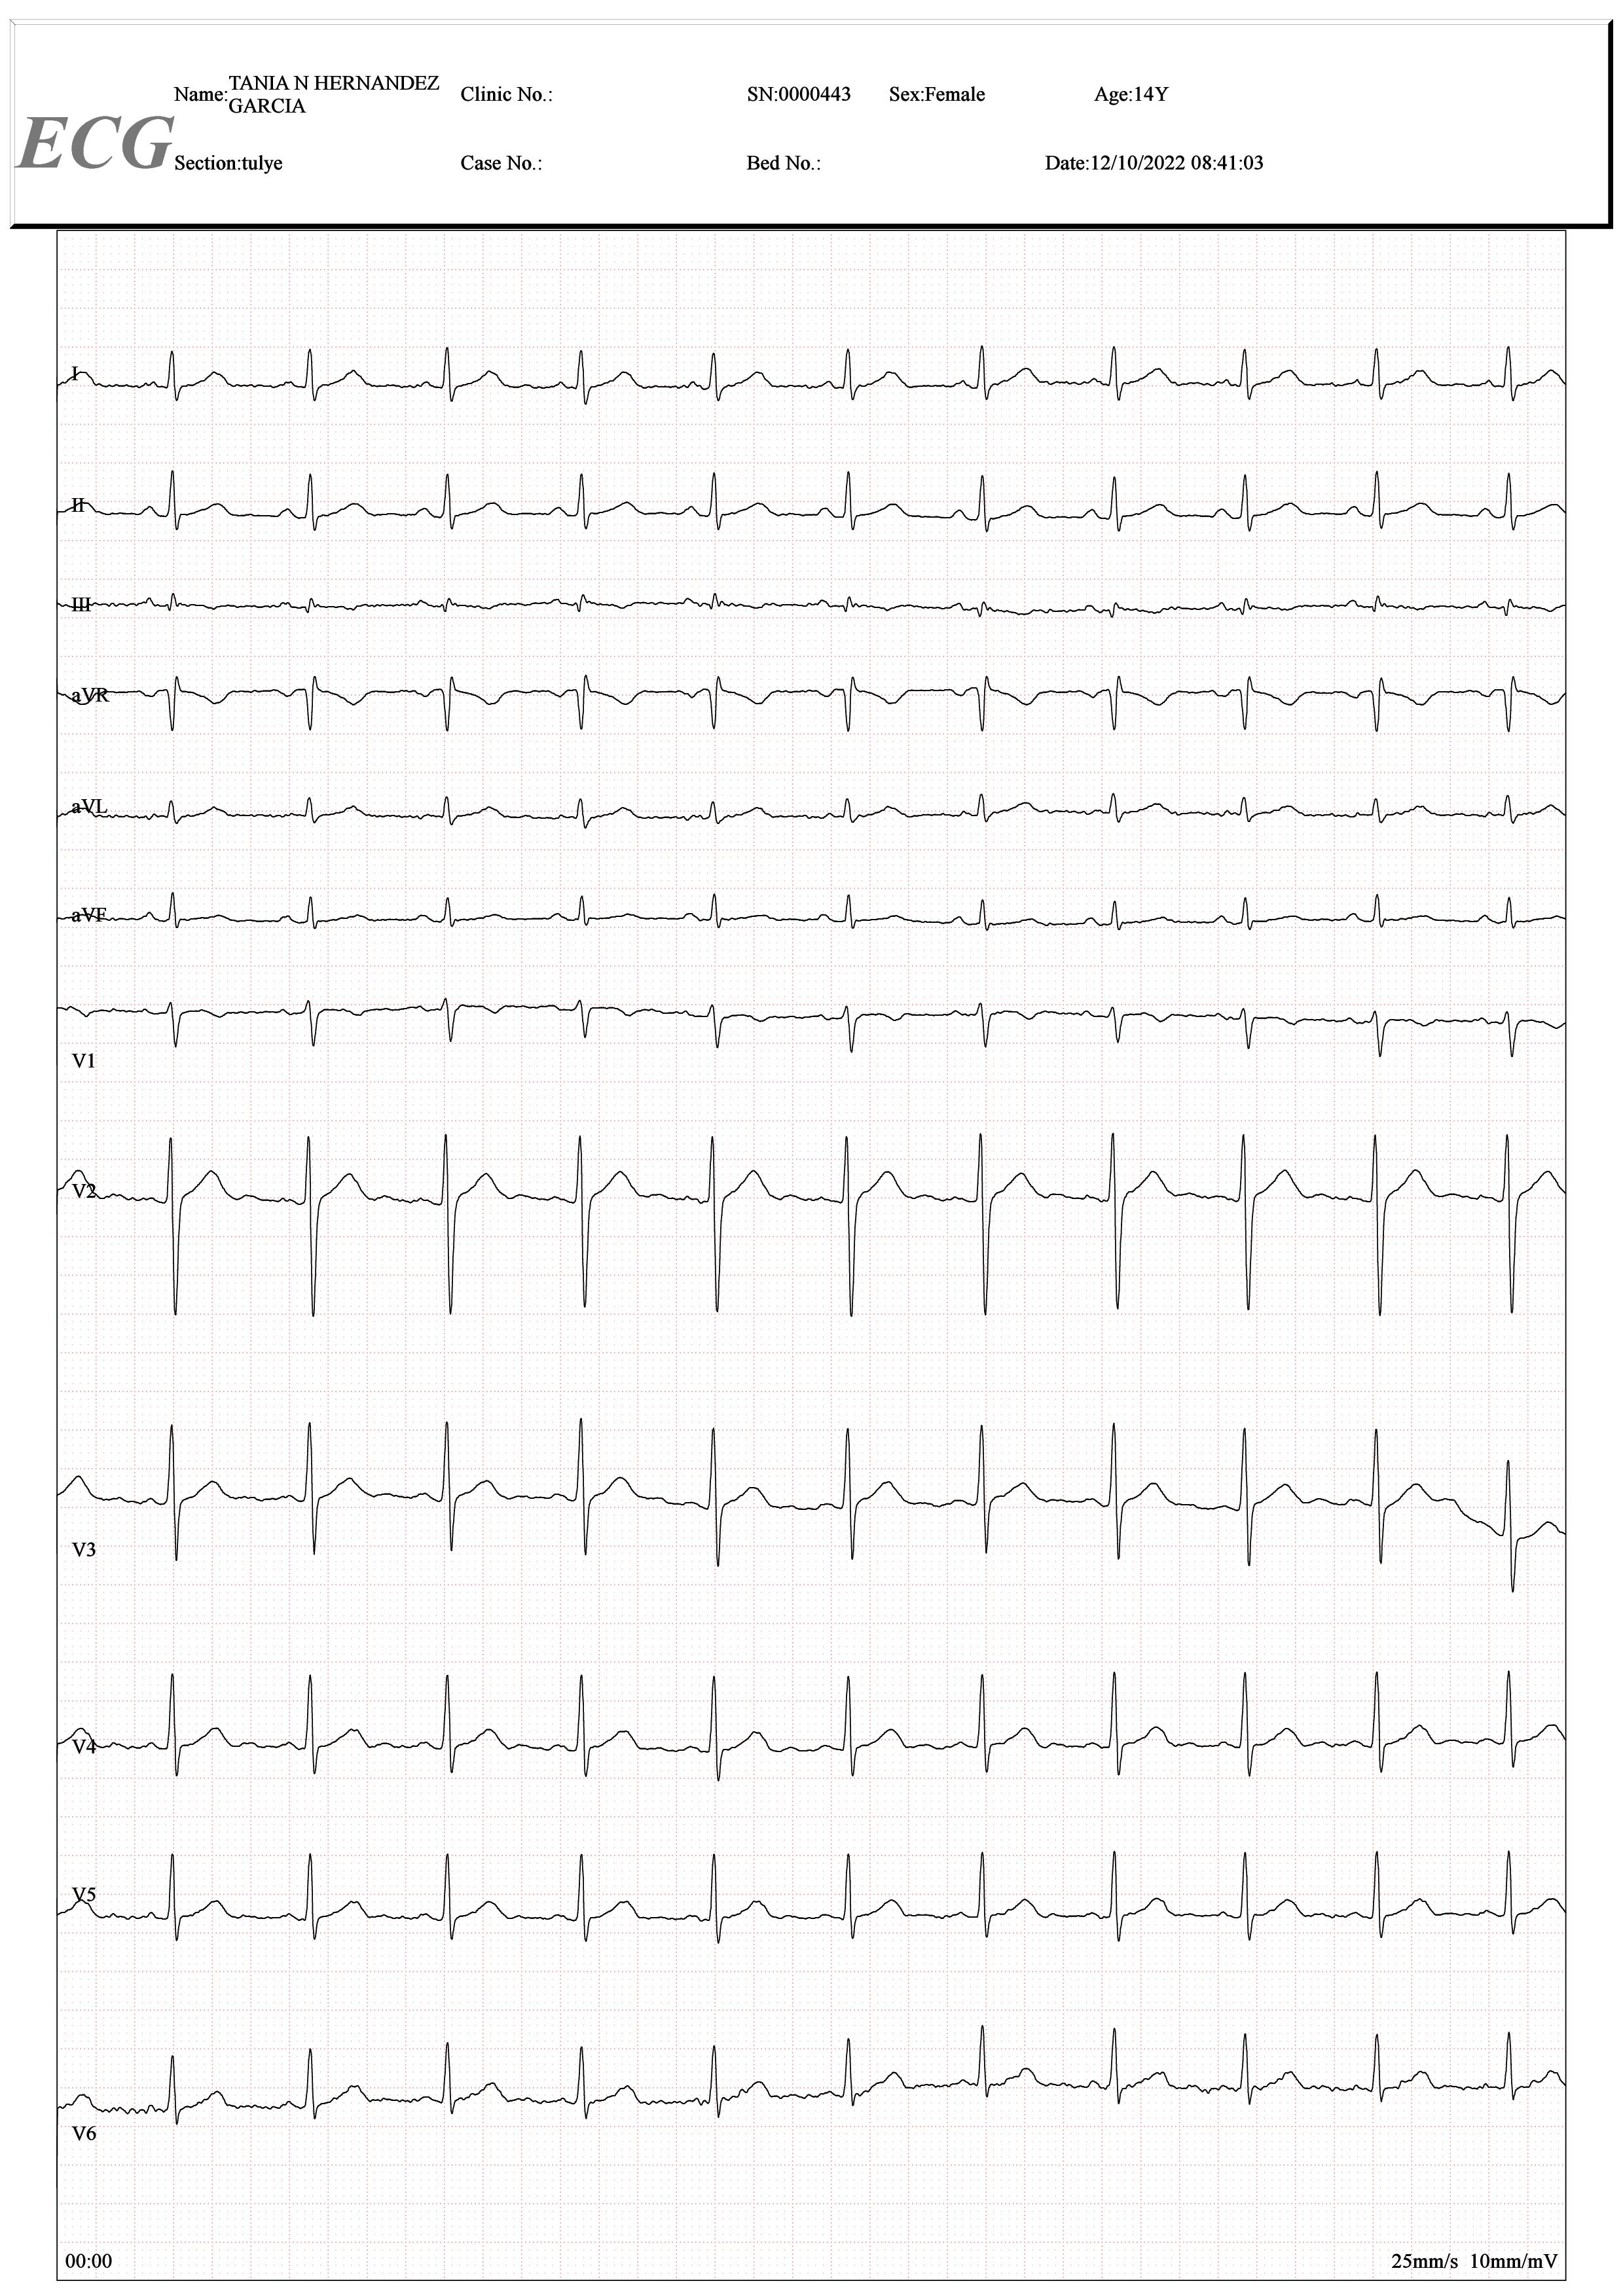 ECG
Name:TANIA N HERNANDEZ GARCIA Clinic No.: SN:0000443 Sex:Female Age:14Y
Section:tulye Case No.: Bed No.: Date:12/10/2022 08:41:03
I
II
III
aVR
aVL
aVF
V1
V2
V3
V4
V5
V6
00:00 25mm/s 10mm/mV